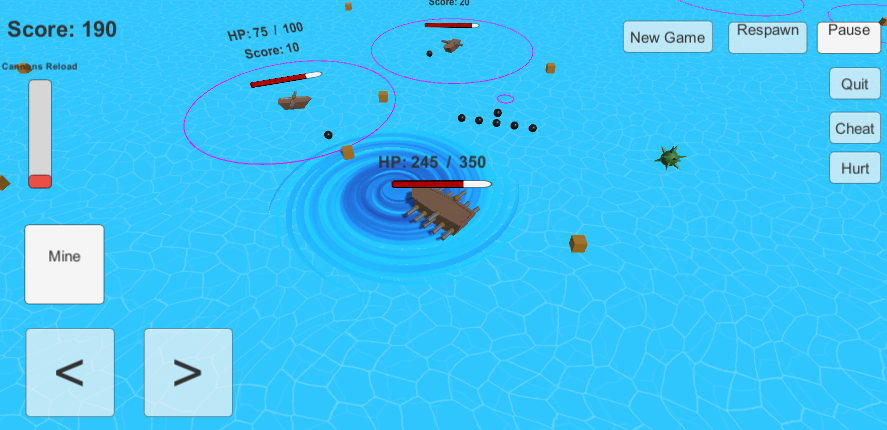 Score: 20
Score: 190
HP: 75 / 100
Score: 10
New Game
Respawn
Pause
Cannons Reload
Quit
Cheat
HP: 245 / 350
Hurt
Mine
<
>